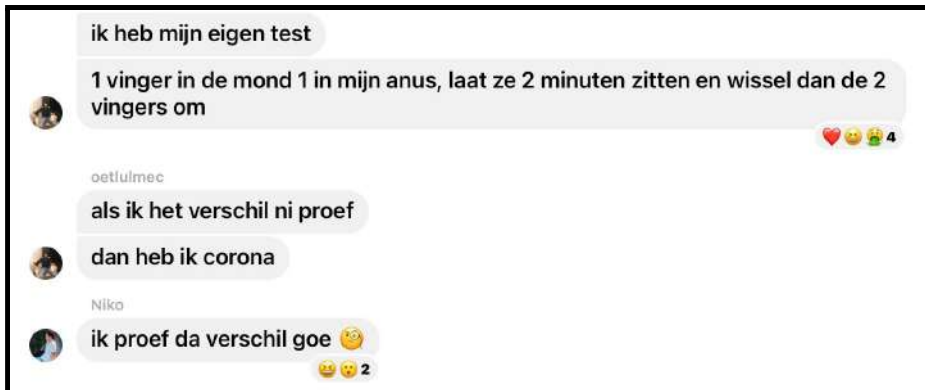 ik heb mijn eigen test
1 vinger in de mond 1 in mijn anus, laat ze 2 minuten zitten en wissel dan de 2
vingers om
4
oetlulmec
als ik het verschil ni proef
dan heb ik corona
Niko
ik proef da verschil goe 🧐
2